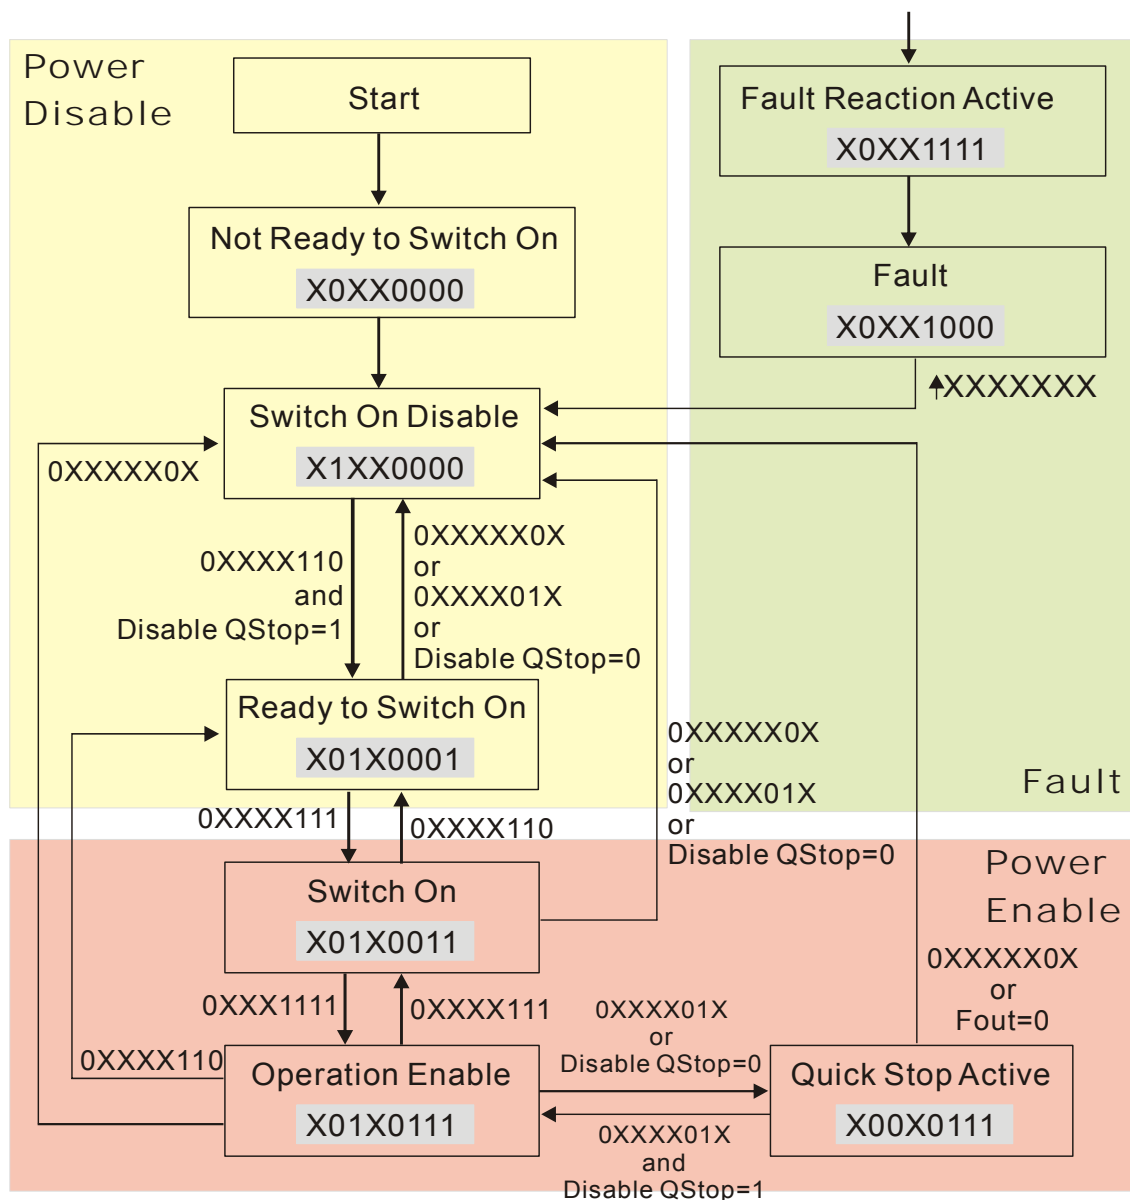 Power
Disable
Start
Not Ready to Switch On
X0XX0000
Switch On Disable
X1XX0000
0XXXXX0X
0XXXX110
and
Disable QStop=1
0XXXXX0X
or
0XXXX01X
or
Disable QStop=0
Ready to Switch On
X01X0001
0XXXX111
0XXXX110
Fault Reaction Active
X0XX1111
Fault
X0XX1000
XXXXXXX
Fault
0XXXXX0X
or
0XXXX01X
or
Disable QStop=0
Power
Enable
Switch On
X01X0011
0XXX1111
0XXXX111
0XXXX110
Operation Enable
X01X0111
0XXXX01X
or
Disable QStop=0
0XXXXX0X
or
Fout=0
Quick Stop Active
X00X0111
0XXXX01X
and
Disable QStop=1